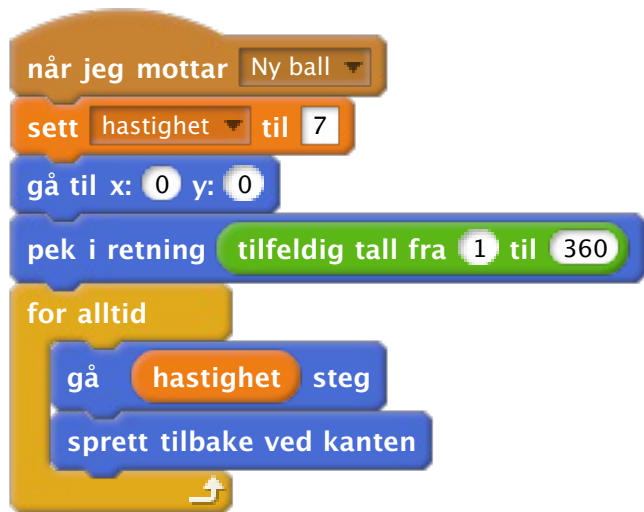 når jeg mottar Ny ball
sett hastighet til 7
gå til x: 0 y: 0
pek i retning tilfeldig tall fra 1 til 360
for alltid
gå hastighet steg
sprett tilbake ved kanten